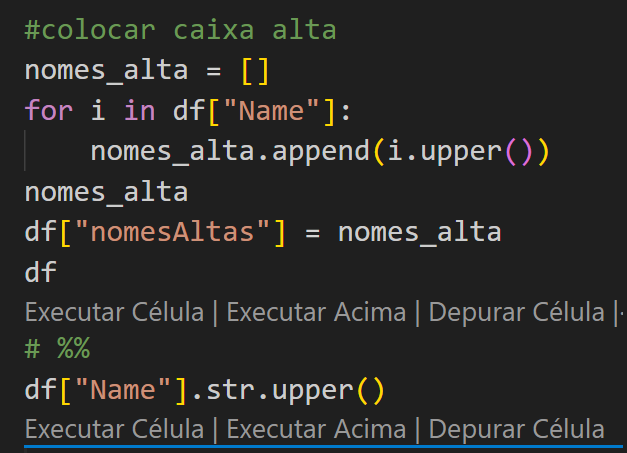 #colocar caixa alta
nomes_alta = []
for i in df["Name"]:
    nomes_alta.append(i.upper())
nomes_alta
df["nomesAltas"] = nomes_alta
df
Executar Célula | Executar Acima | Depurar Célula |
# %%
df["Name"].str.upper()
Executar Célula | Executar Acima | Depurar Célula